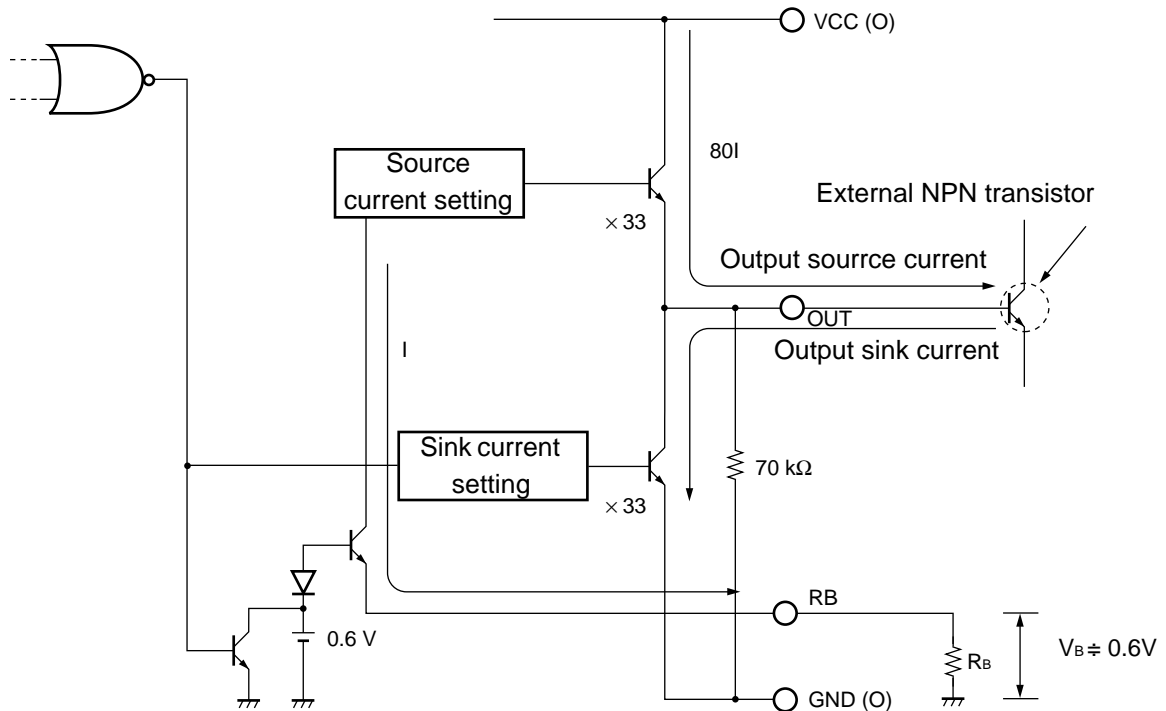 VCC (O)
Source
current setting
80I
External NPN transistor
× 33
Output sourrce current
OUT
Output sink current
I
Sink current
setting
70 kΩ
× 33
RB
0.6 V
RB
VB ≑ 0.6V
GND (O)